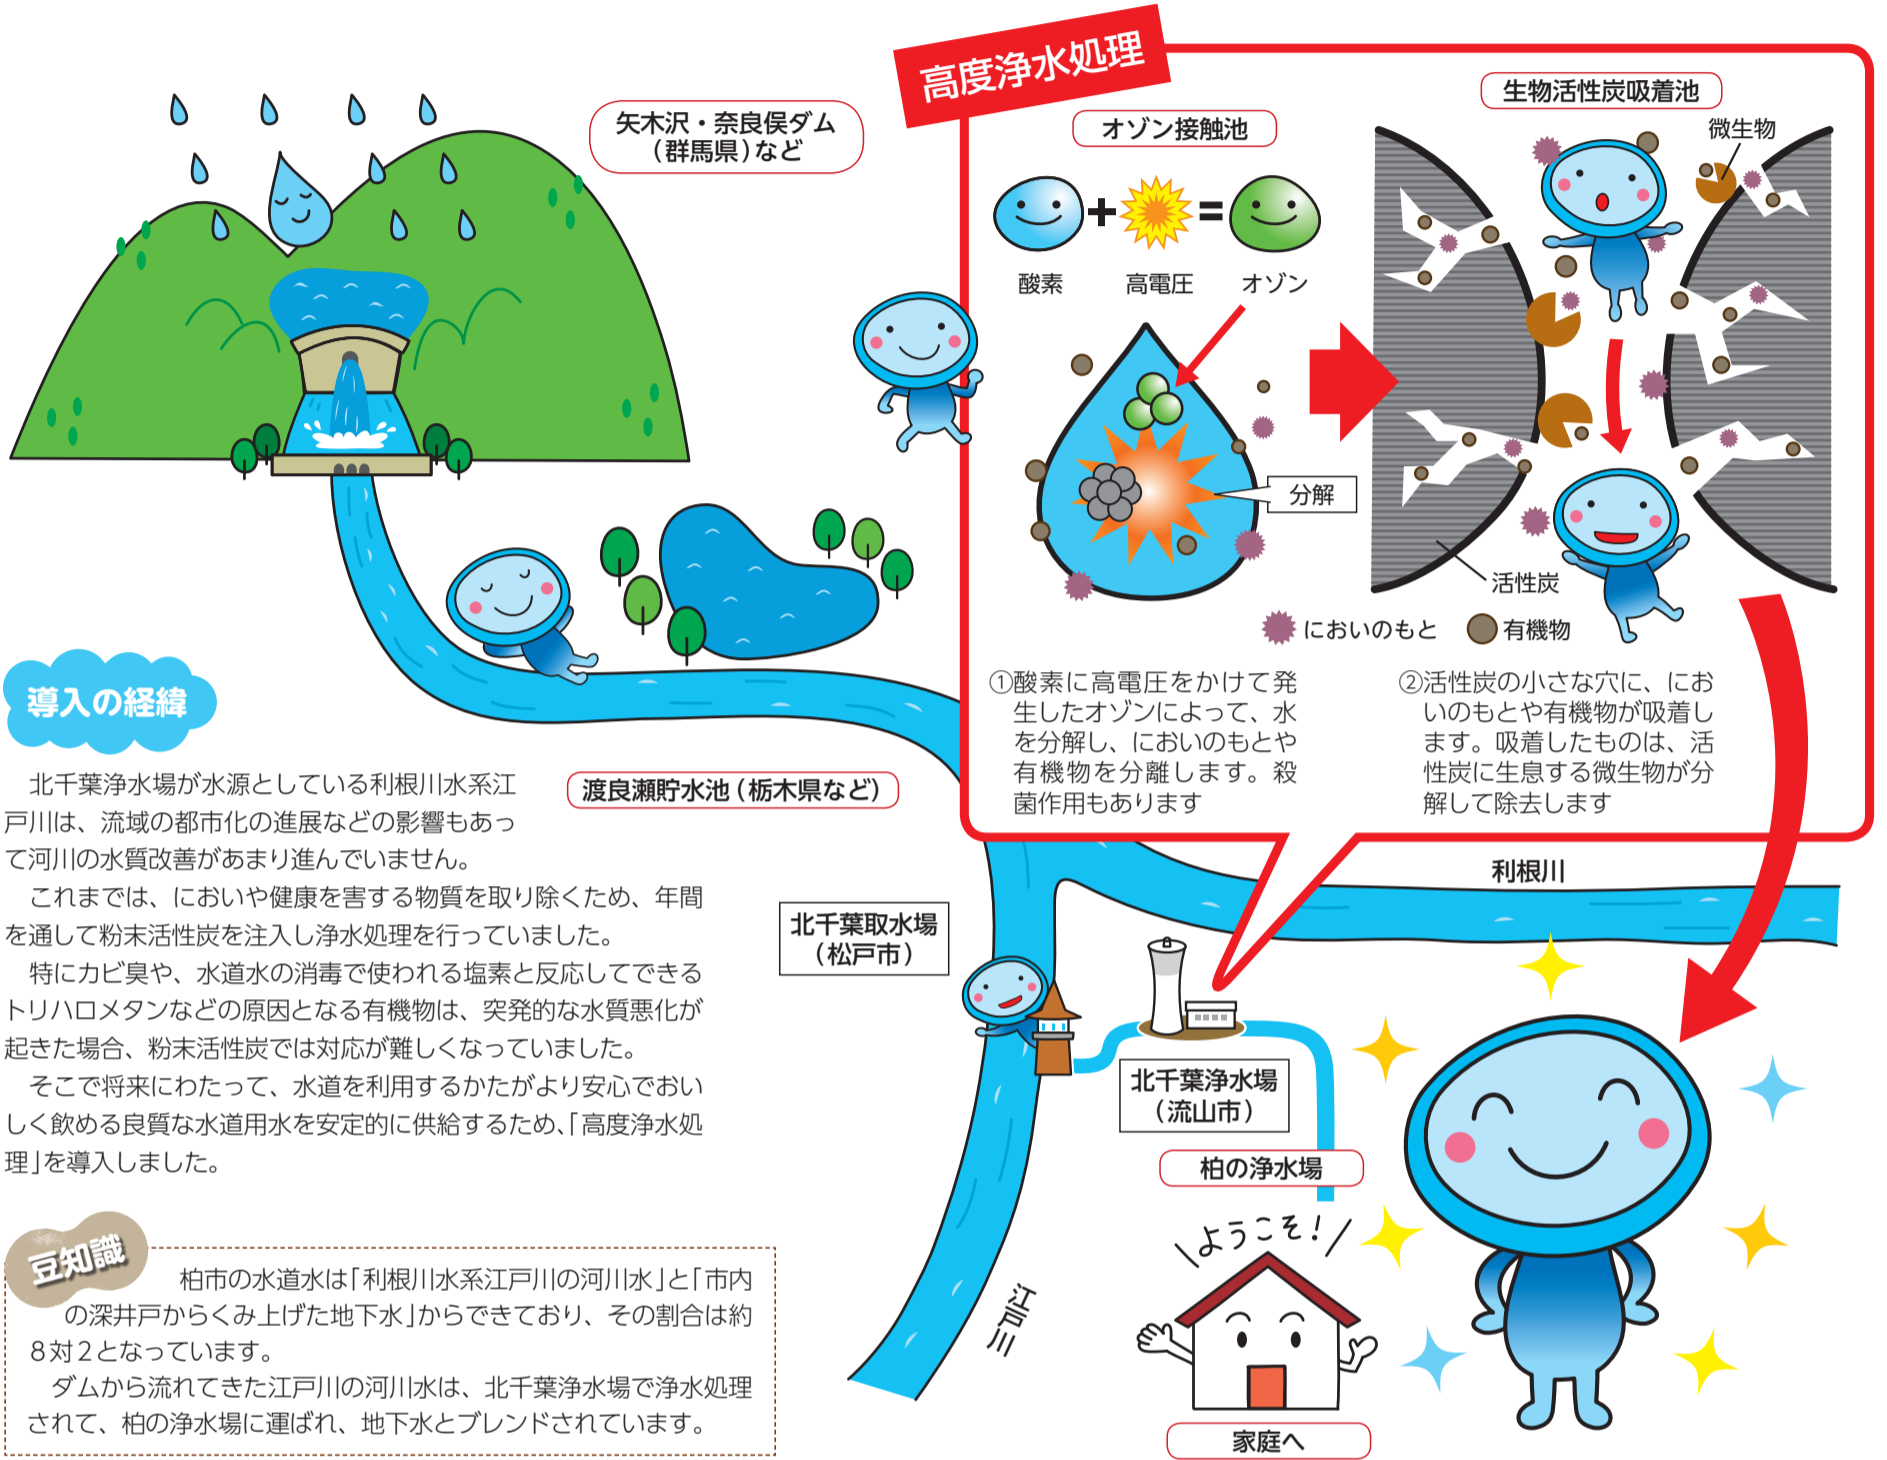 高度浄水処理
矢木沢・奈良俣ダム
（群馬県）など
オゾン接触池
生物活性炭吸着池
微生物
酸素
高電圧
オゾン
分解
活性炭
においのもと
有機物
①酸素に高電圧をかけて発
生したオゾンによって、水
を分解し、においのもとや
有機物を分離します。殺
菌作用もあります
②活性炭の小さな穴に、にお
いのもとや有機物が吸着し
ます。吸着したものは、活
性炭に生息する微生物が分
解して除去します
導入の経緯
北千葉浄水場が水源としている利根川水系江
戸川は、流域の都市化の進展などの影響もあっ
て河川の水質改善があまり進んでいません。
これまでは、においや健康を害する物質を取り除くため、年間
を通して粉末活性炭を注入し浄水処理を行っていました。
特にカビ臭や、水道水の消毒で使われる塩素と反応してできる
トリハロメタンなどの原因となる有機物は、突発的な水質悪化が
起きた場合、粉末活性炭では対応が難しくなっていました。
そこで将来にわたって、水道を利用するかたがより安心でおい
しく飲める良質な水道用水を安定的に供給するため、「高度浄水処
理」を導入しました。
渡良瀬貯水池（栃木県など）
利根川
北千葉取水場
（松戸市）
北千葉浄水場
（流山市）
柏の浄水場
ようこそ！
江戸川
家庭へ
豆知識
柏市の水道水は「利根川水系江戸川の河川水」と「市内
の深井戸からくみ上げた地下水」からできており、その割合は約
８対２となっています。
ダムから流れてきた江戸川の河川水は、北千葉浄水場で浄水処理
されて、柏の浄水場に運ばれ、地下水とブレンドされています。